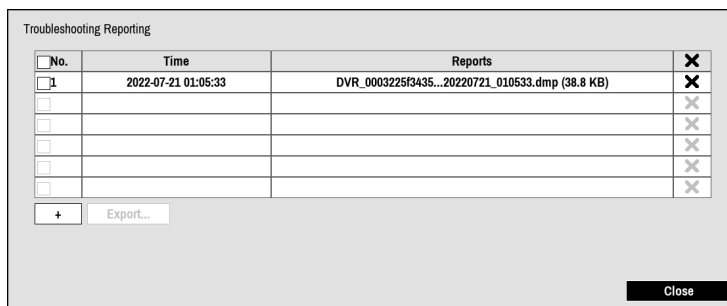 Troubleshooting Reporting
No. Time Reports
1 2022-07-21 01:05:33 DVR_0003225f3435...20220721_010533.dmp (38.8 KB)
+ Export...
Close